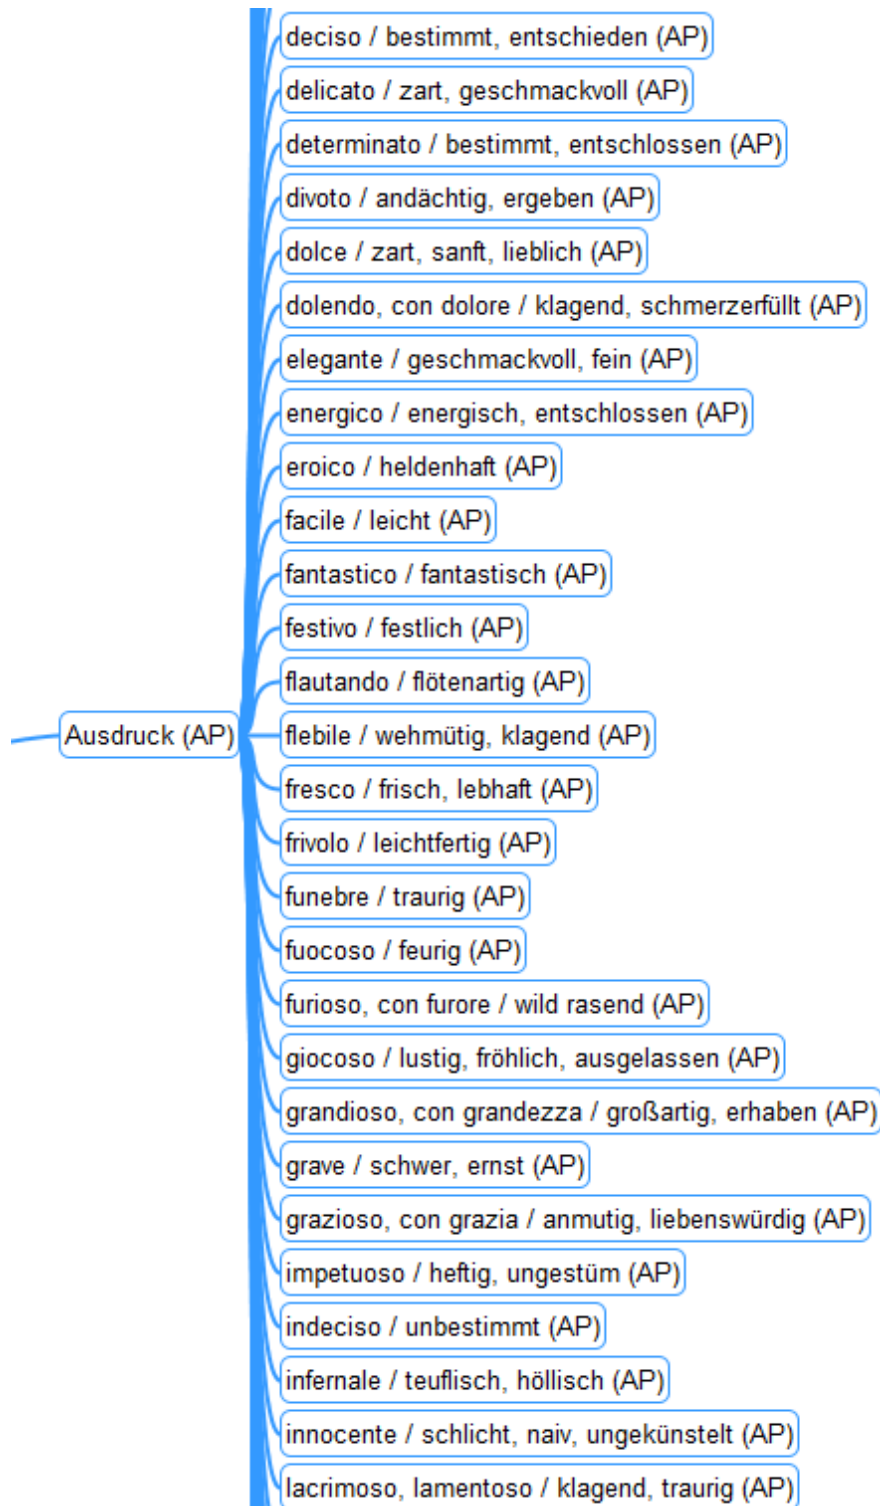 deciso / bestimmt, entschieden (AP)
delicato / zart, geschmackvoll (AP)
determinato / bestimmt, entschlossen (AP)
divoto / andächtig, ergeben (AP)
dolce / zart, sanft, lieblich (AP)
dolendo, con dolore / klagend, schmerzerfüllt (AP)
elegante / geschmackvoll, fein (AP)
energico / energisch, entschlossen (AP)
eroico / heldenhaft (AP)
facile / leicht (AP)
fantastico / fantastisch (AP)
festivo / festlich (AP)
flautando / flötenartig (AP)
Ausdruck (AP)
flebile / wehmütig, klagend (AP)
fresco / frisch, lebhaft (AP)
frivolo / leichtfertig (AP)
funebre / traurig (AP)
fuocoso / feurig (AP)
furioso, con furore / wild rasend (AP)
giocoso / lustig, fröhlich, ausgelassen (AP)
grandioso, con grandezza / großartig, erhaben (AP)
grave / schwer, ernst (AP)
grazioso, con grazia / anmutig, liebenswürdig (AP)
impetuoso / heftig, ungestüm (AP)
indeciso / unbestimmt (AP)
infernale / teuflisch, höllisch (AP)
innocente / schlicht, naiv, ungekünstelt (AP)
lacrimoso, lamentoso / klagend, traurig (AP)